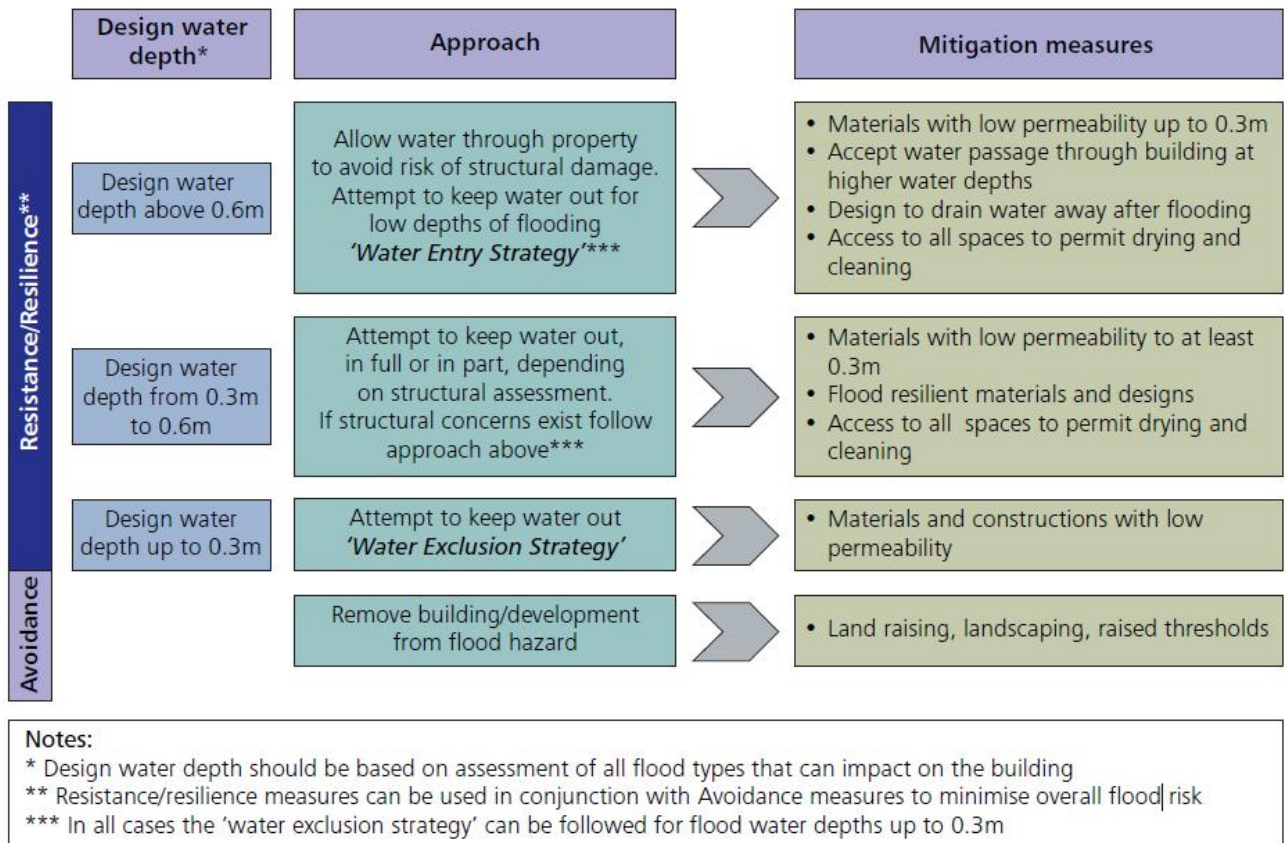 Design water
depth*
Approach
Mitigation measures
Resistance/Resilience**
Design water
depth above 0.6m
Allow water through property
to avoid risk of structural damage.
Attempt to keep water out for
low depths of flooding
‘Water Entry Strategy’***
• Materials with low permeability up to 0.3m
• Accept water passage through building at
higher water depths
• Design to drain water away after flooding
• Access to all spaces to permit drying and
cleaning
Design water
depth from 0.3m
to 0.6m
Attempt to keep water out,
in full or in part, depending
on structural assessment.
If structural concerns exist follow
approach above***
• Materials with low permeability to at least
0.3m
• Flood resilient materials and designs
• Access to all spaces to permit drying and
cleaning
Design water
depth up to 0.3m
Attempt to keep water out
‘Water Exclusion Strategy’
• Materials and constructions with low
permeability
Avoidance
Remove building/development
from flood hazard
• Land raising, landscaping, raised thresholds
Notes:
* Design water depth should be based on assessment of all flood types that can impact on the building
** Resistance/resilience measures can be used in conjunction with Avoidance measures to minimise overall flood risk
*** In all cases the ‘water exclusion strategy’ can be followed for flood water depths up to 0.3m